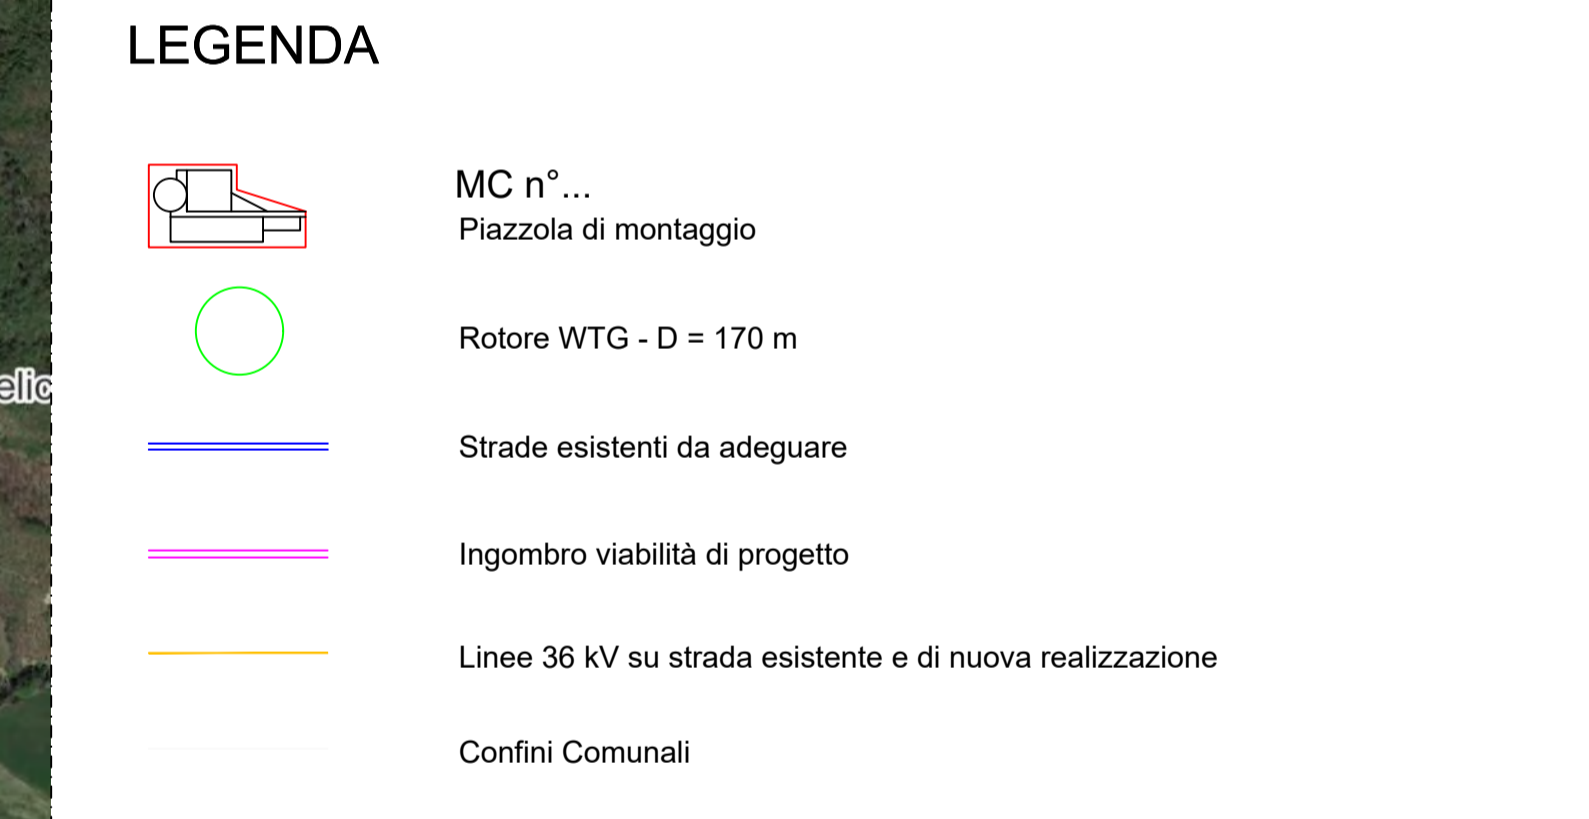 LEGENDA
MC n°...
Piazzola di montaggio
Rotore WTG - D = 170 m
elic
Strade esistenti da adeguare
Ingombro viabilità di progetto
Linee 36 kV su strada esistente e di nuova realizzazione
Confini Comunali